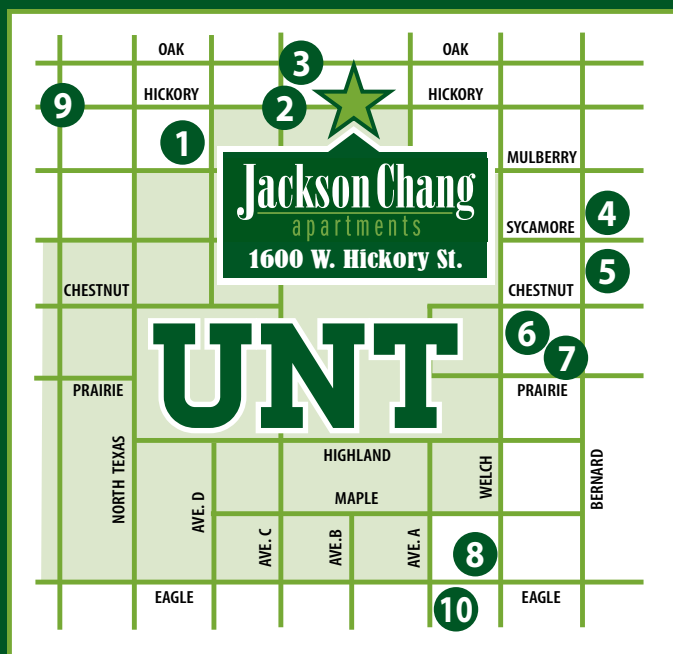 OAK
OAK
3
9
HICKORY
2
HICKORY
1
MULBERRY
Jackson Chang
apartments
1600 W. Hickory St.
4
SYCAMORE
5
CHESTNUT
CHESTNUT
UNT
6
7
PRAIRIE
PRAIRIE
HIGHLAND
NORTH TEXAS
AVE. D
MAPLE
WELCH
BERNARD
AVE. C
AVE.B
AVE. A
8
EAGLE
10
EAGLE